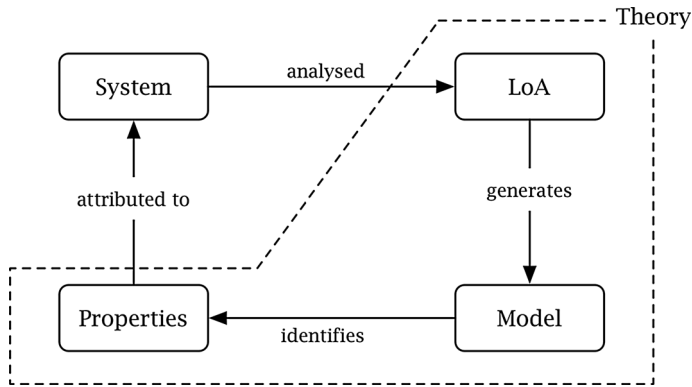 Theory
System
analysed
LoA
attributed to
generates
Properties
identifies
Model